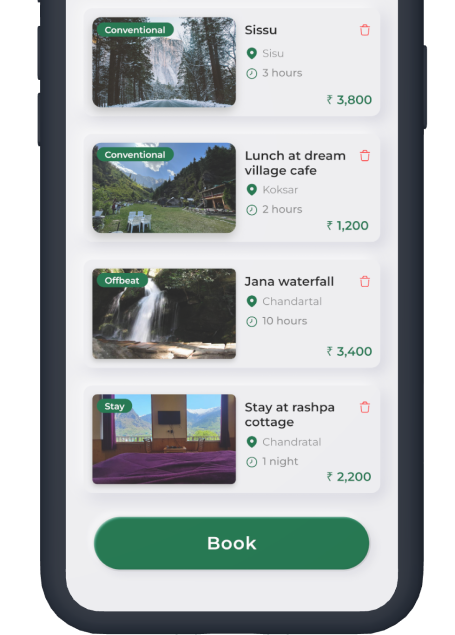 Conventional
Sissu
Sisu
3 hours
₹ 3,800
Conventional
Lunch at dream
village cafe
Koksar
2 hours
₹ 1,200
Offbeat
Jana waterfall
Chandartal
10 hours
₹ 3,400
Stay
Stay at rashpa
cottage
Chandratal
1 night
₹ 2,200
Book